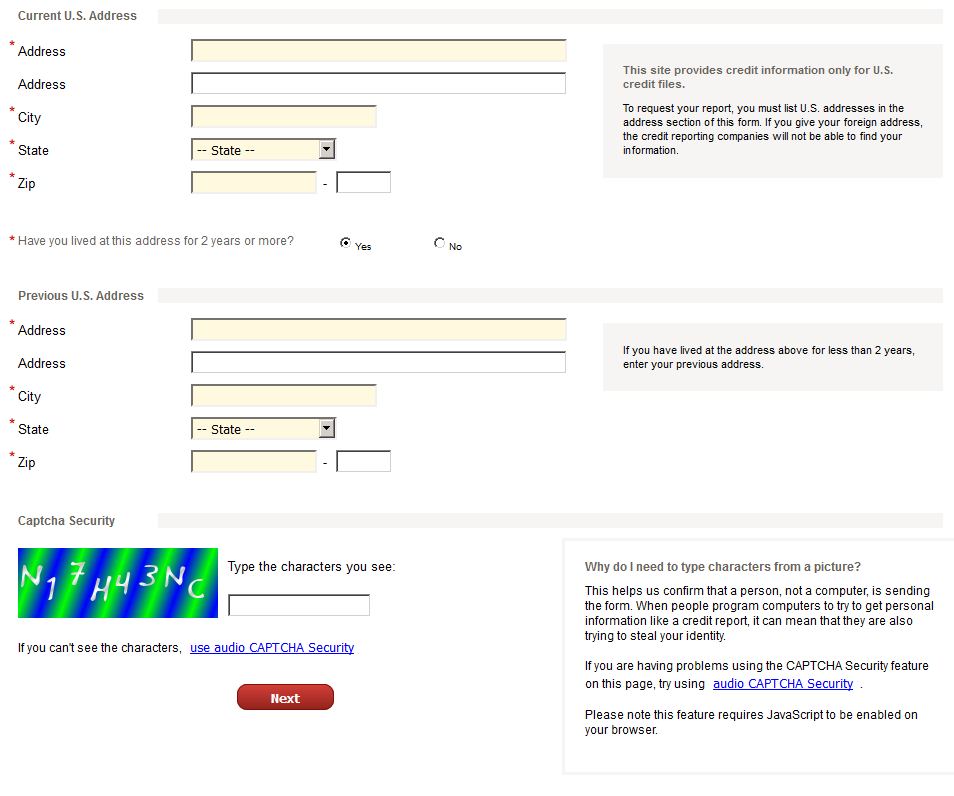 Current U.S. Address
* Address
Address
* City
* State -- State --
* Zip -
This site provides credit information only for U.S.
credit files.
To request your report, you must list U.S. addresses in the
address section of this form. If you give your foreign address,
the credit reporting companies will not be able to find your
information.
* Have you lived at this address for 2 years or more? Yes No
Previous U.S. Address
* Address
Address
* City
* State -- State --
* Zip -
If you have lived at the address above for less than 2 years,
enter your previous address.
Captcha Security
N17H43NC
Type the characters you see:
If you can't see the characters, use audio CAPTCHA Security
Next
Why do I need to type characters from a picture?
This helps us confirm that a person, not a computer, is sending
the form. When people program computers to try to get personal
information like a credit report, it can mean that they are also
trying to steal your identity.
If you are having problems using the CAPTCHA Security feature
on this page, try using audio CAPTCHA Security .
Please note this feature requires JavaScript to be enabled on
your browser.